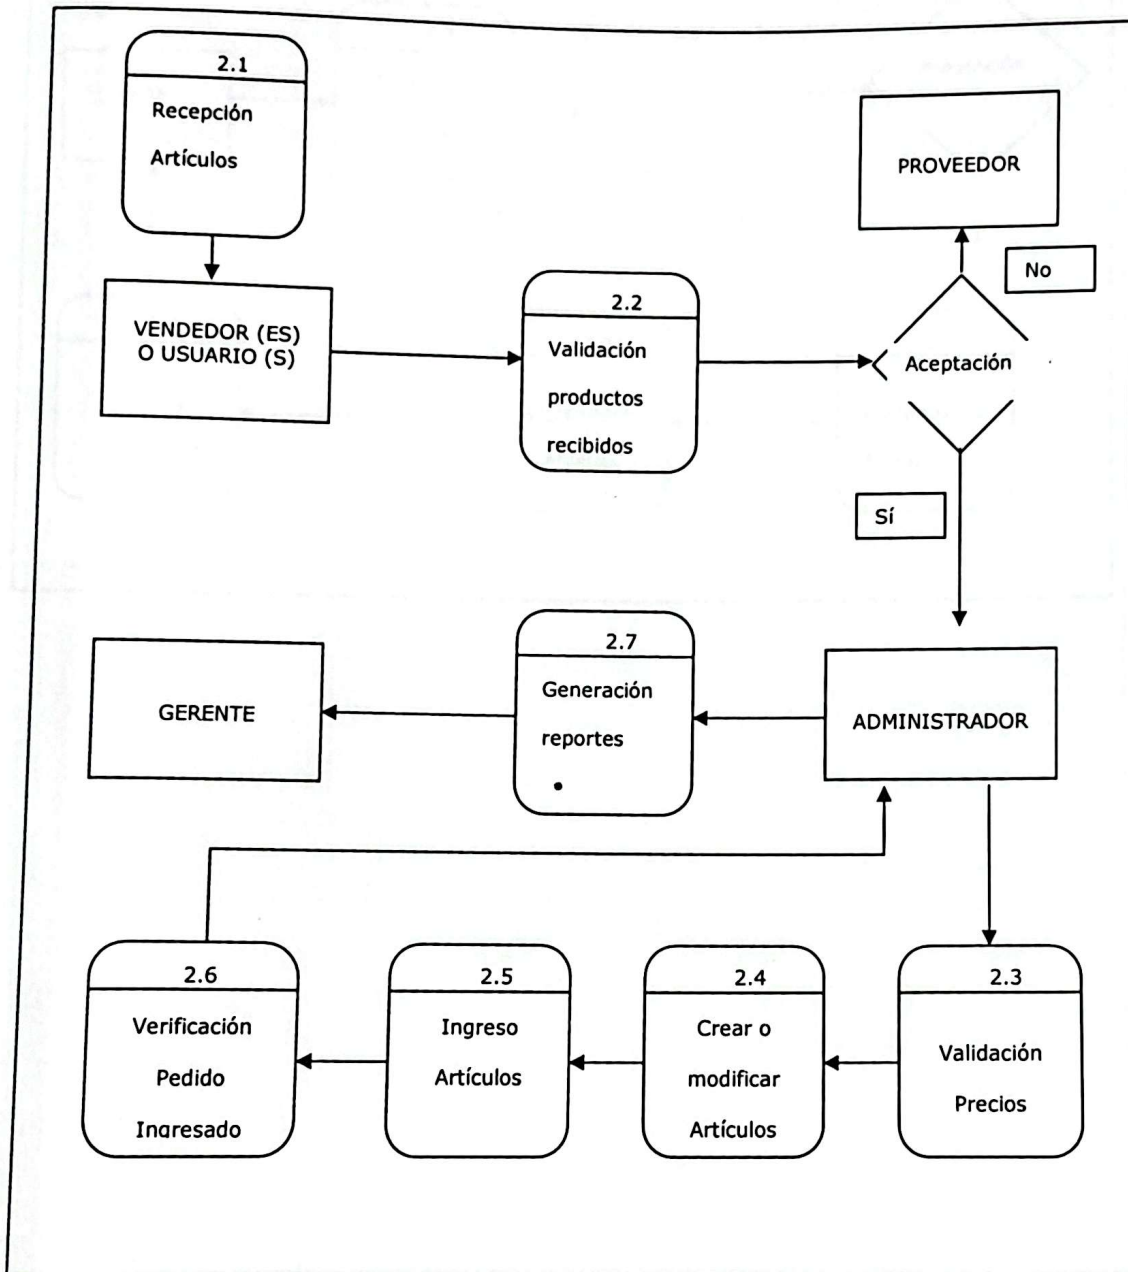 2.1
Recepción
Artículos
PROVEEDOR
No
VENDEDOR (ES)
O USUARIO (S)
2.2
Validación
productos
recibidos
Aceptación
Sí
GERENTE
2.7
Generación
reportes
ADMINISTRADOR
2.6
Verificación
Pedido
Ingresado
2.5
Ingreso
Artículos
2.4
Crear o
modificar
Artículos
2.3
Validación
Precios